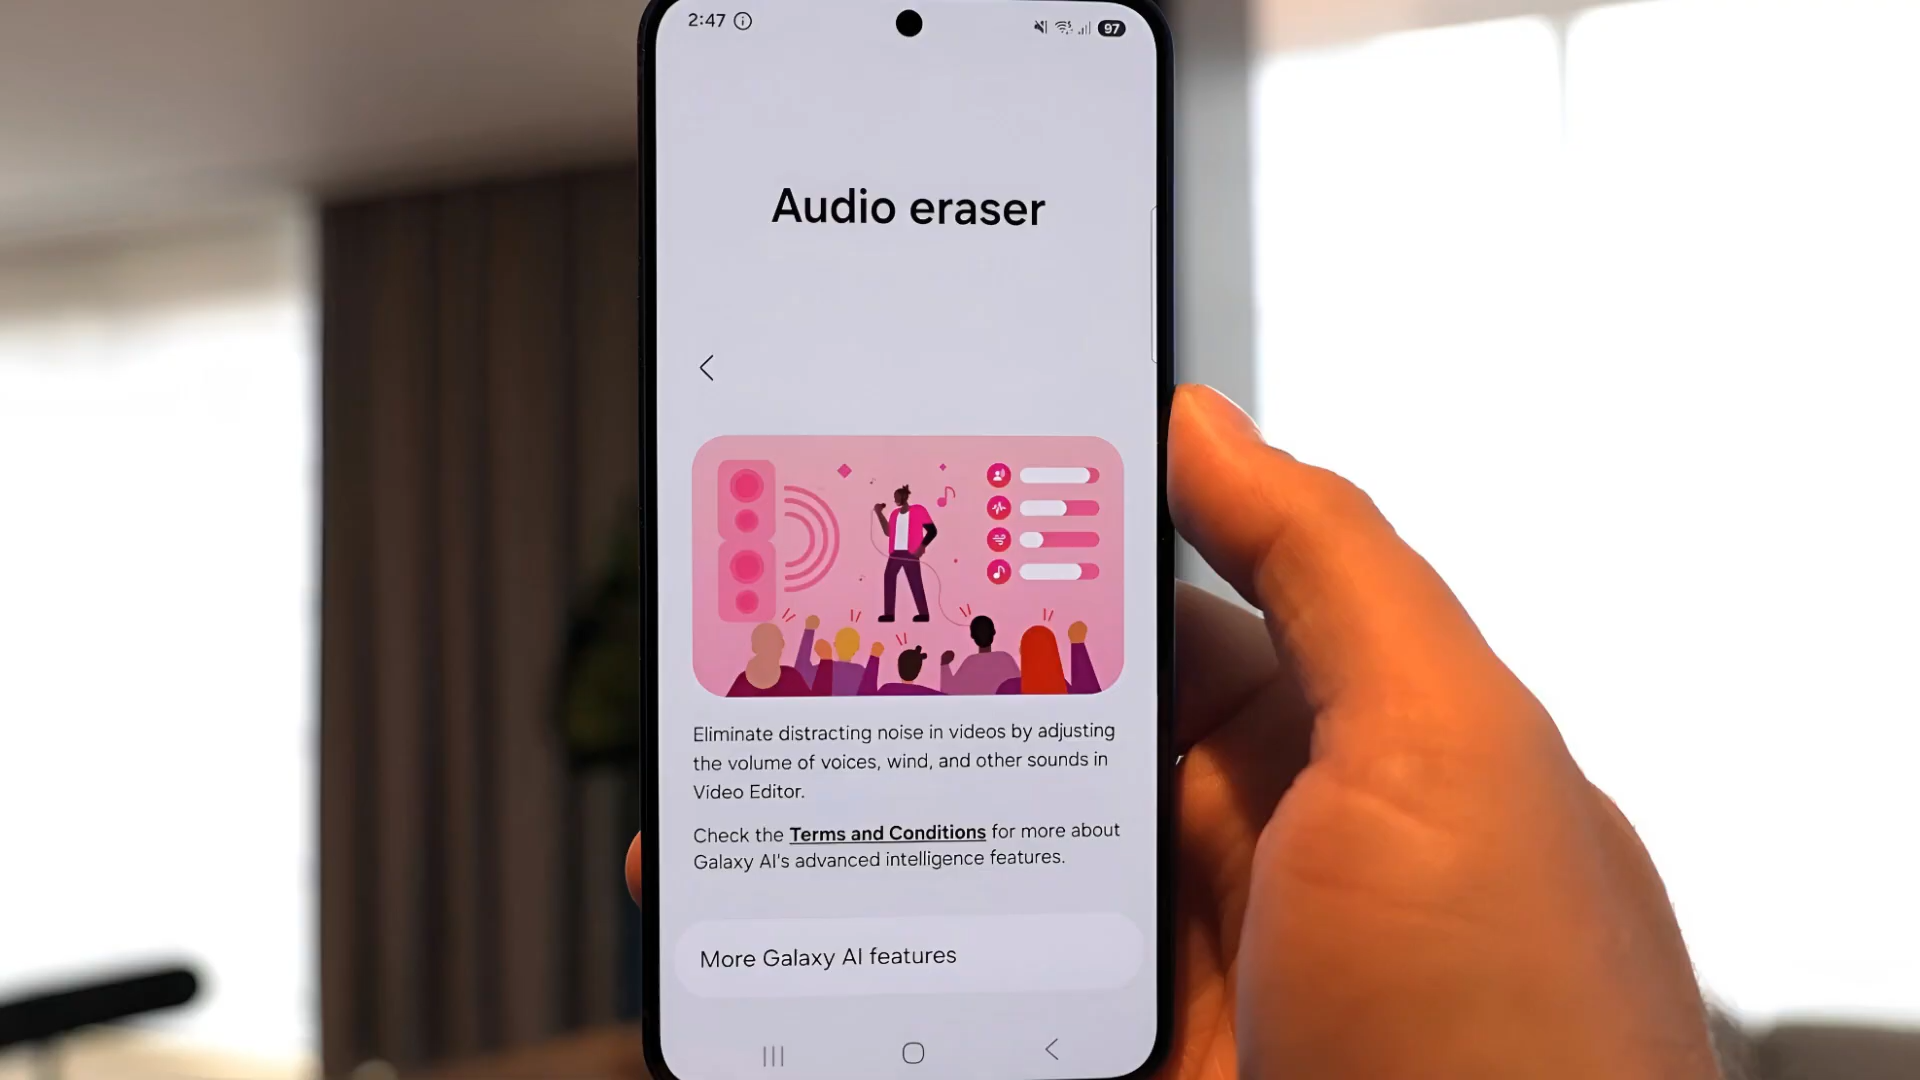 2:47
97
Audio eraser
Eliminate distracting noise in videos by adjusting
the volume of voices, wind, and other sounds in
Video Editor.
Check the Terms and Conditions for more about
Galaxy AI's advanced intelligence features.
More Galaxy AI features